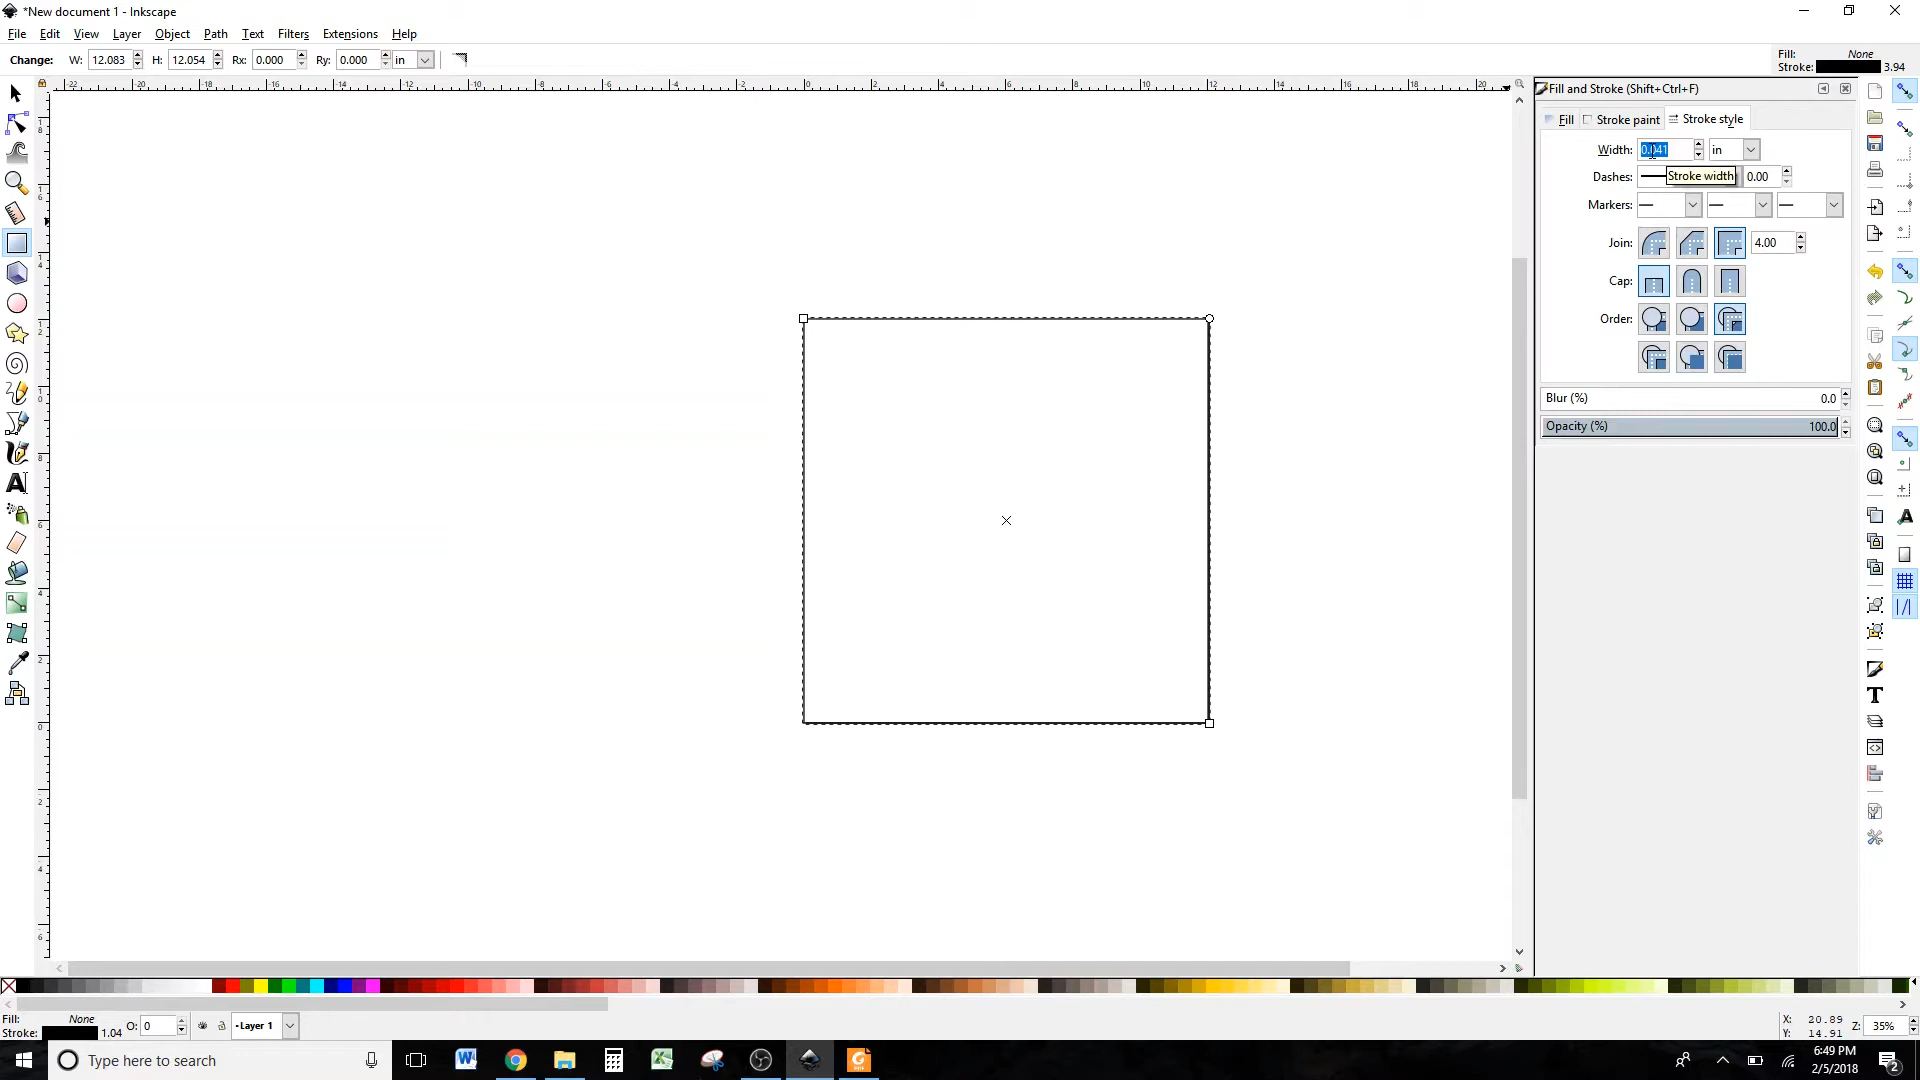 *New document 1 - Inkscape
File Edit View Layer Object Path Text Filters Extensions Help
Change: W: 12.083 H: 12.054 Rx: 0.000 Ry: 0.000 in
Fill: None
Stroke: 3.94
Fill and Stroke (Shift+Ctrl+F)
Fill Stroke paint Stroke style
Width: 0.041 in
Dashes: 0.00
Stroke width
Markers:
Join: 4.00
Cap:
Order:
Blur (%) 0.0
Opacity (%) 100.0
Fill: None
Stroke: 1.04 O: 0 Layer 1
X: 20.89
Y: 14.91
Z: 35%
Type here to search
6:49 PM
2/5/2018
2